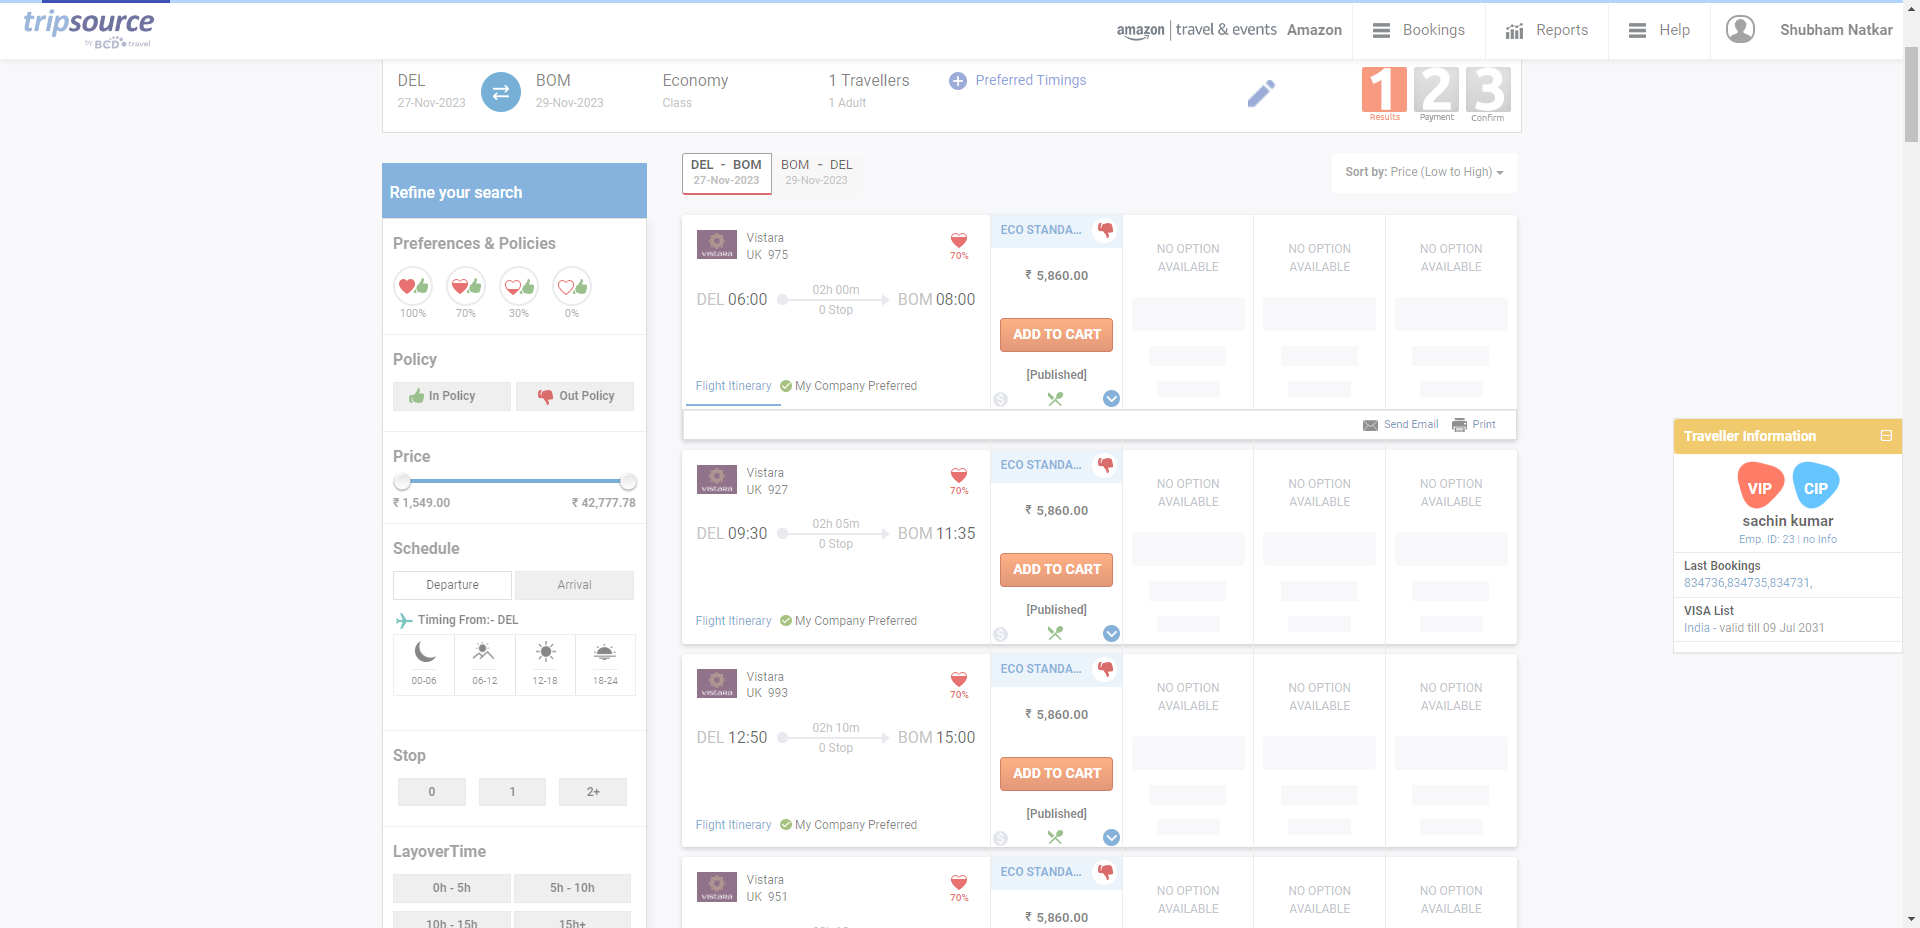 tripsource
by BCD travel
amazon travel & events Amazon
Bookings
Reports
Help
Shubham Natkar
DEL
27-Nov-2023
BOM
29-Nov-2023
Economy
Class
1 Travellers
1 Adult
Preferred Timings
1 Results
2 Payment
3 Confirm
Refine your search
Preferences & Policies
100% 70% 30% 0%
Policy
In Policy Out Policy
Price
₹ 1,549.00 ₹ 42,777.78
Schedule
Departure Arrival
Timing From:- DEL
00-06 06-12 12-18 18-24
Stop
0 1 2+
LayoverTime
0h - 5h 5h - 10h
10h - 15h 15h+
DEL - BOM
27-Nov-2023
BOM - DEL
29-Nov-2023
Sort by: Price (Low to High)
VISTARA
Vistara
UK 975
70%
DEL 06:00
02h 00m
0 Stop
BOM 08:00
Flight Itinerary My Company Preferred
ECO STANDA...
₹ 5,860.00
ADD TO CART
[Published]
NO OPTION
AVAILABLE
NO OPTION
AVAILABLE
NO OPTION
AVAILABLE
Send Email Print
VISTARA
Vistara
UK 927
70%
DEL 09:30
02h 05m
0 Stop
BOM 11:35
Flight Itinerary My Company Preferred
ECO STANDA...
₹ 5,860.00
ADD TO CART
[Published]
NO OPTION
AVAILABLE
NO OPTION
AVAILABLE
NO OPTION
AVAILABLE
VISTARA
Vistara
UK 993
70%
DEL 12:50
02h 10m
0 Stop
BOM 15:00
Flight Itinerary My Company Preferred
ECO STANDA...
₹ 5,860.00
ADD TO CART
[Published]
NO OPTION
AVAILABLE
NO OPTION
AVAILABLE
NO OPTION
AVAILABLE
VISTARA
Vistara
UK 951
70%
ECO STANDA...
₹ 5,860.00
NO OPTION
AVAILABLE
NO OPTION
AVAILABLE
NO OPTION
AVAILABLE
Traveller Information
VIP CIP
sachin kumar
Emp. ID: 23 | no info
Last Bookings
834736,834735,834731,
VISA List
India - valid till 09 Jul 2031